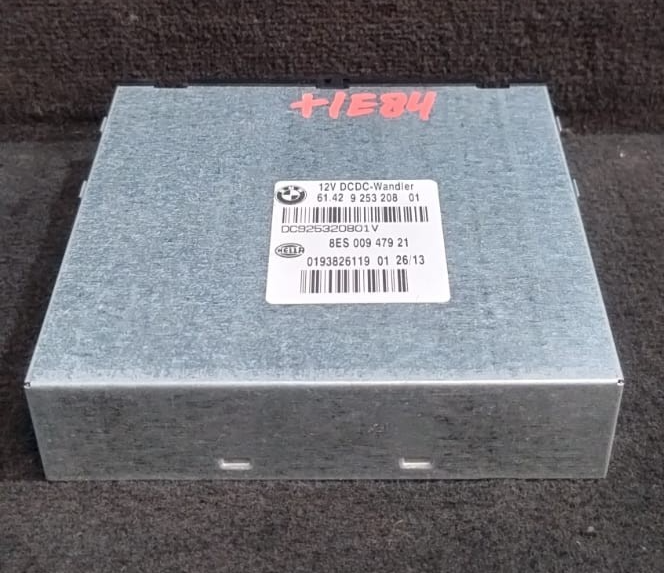 +1E84
12V DCDC-Wandler
61.42 9 253 208 01
DC925320801V
8ES 009 479 21
HELLA
0193826119 01 26/13